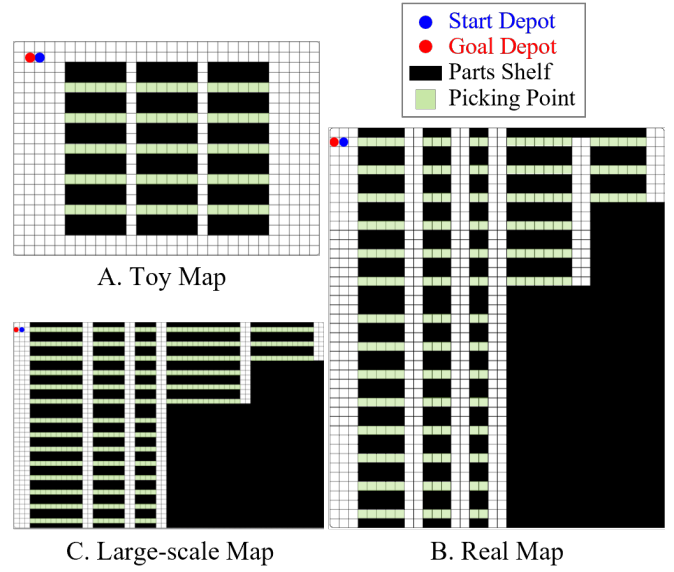 Start Depot
Goal Depot
Parts Shelf
Picking Point
A. Toy Map
C. Large-scale Map
B. Real Map